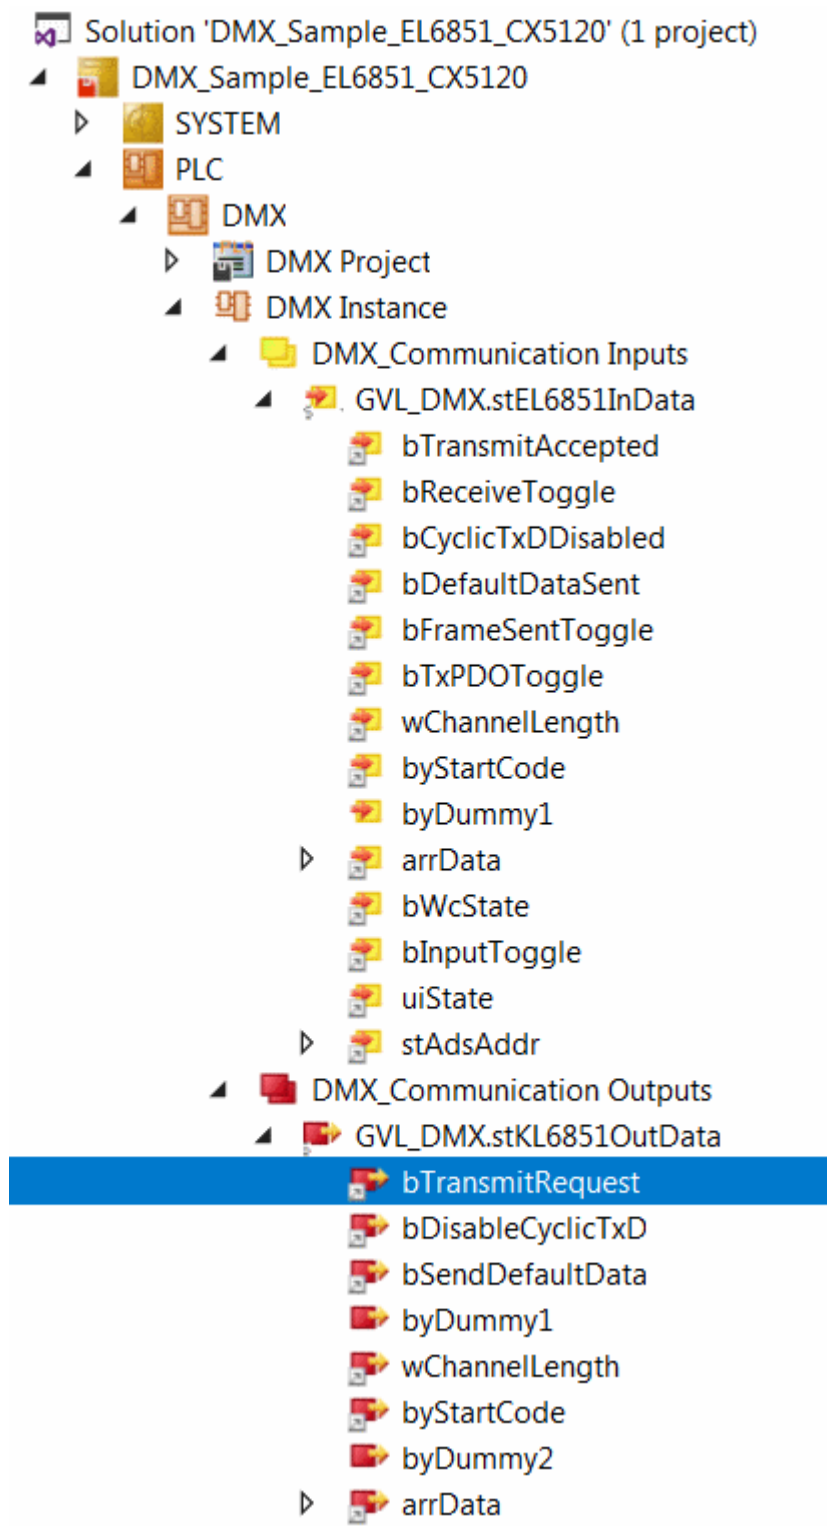 Solution 'DMX_Sample_EL6851_CX5120' (1 project)
DMX_Sample_EL6851_CX5120
SYSTEM
PLC
DMX
DMX Project
DMX Instance
DMX_Communication Inputs
GVL_DMX.stEL6851InData
bTransmitAccepted
bReceiveToggle
bCyclicTxDDisabled
bDefaultDataSent
bFrameSentToggle
bTxPDOToggle
wChannelLength
byStartCode
byDummy1
arrData
bWcState
bInputToggle
uiState
stAdsAddr
DMX_Communication Outputs
GVL_DMX.stKL6851OutData
bTransmitRequest
bDisableCyclicTxD
bSendDefaultData
byDummy1
wChannelLength
byStartCode
byDummy2
arrData